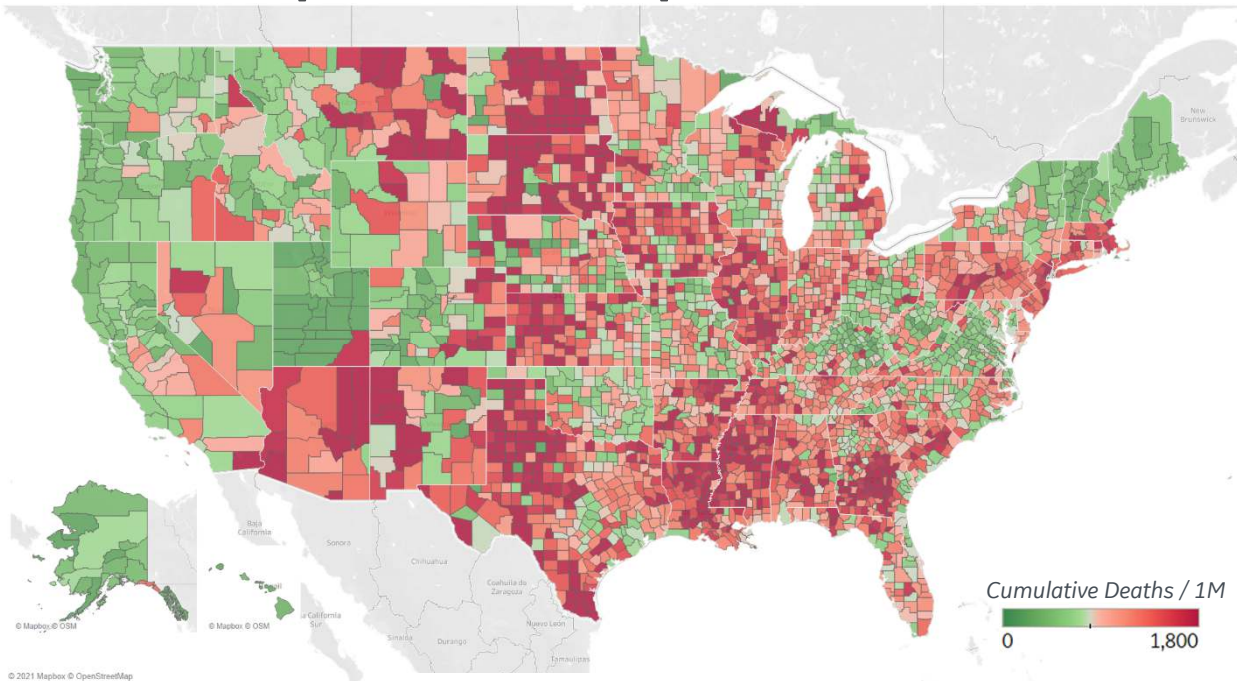 New
Brunswick
Baja
California
Sonora
Chihuahua
Coahuila de
Zaragoza
Nuevo León
Sinaloa
Durango
Tamaulipas
California
Sur
© Mapbox © OSM
© Mapbox © OSM
Cumulative Deaths / 1M
0
1,800
© 2021 Mapbox © OpenStreetMap